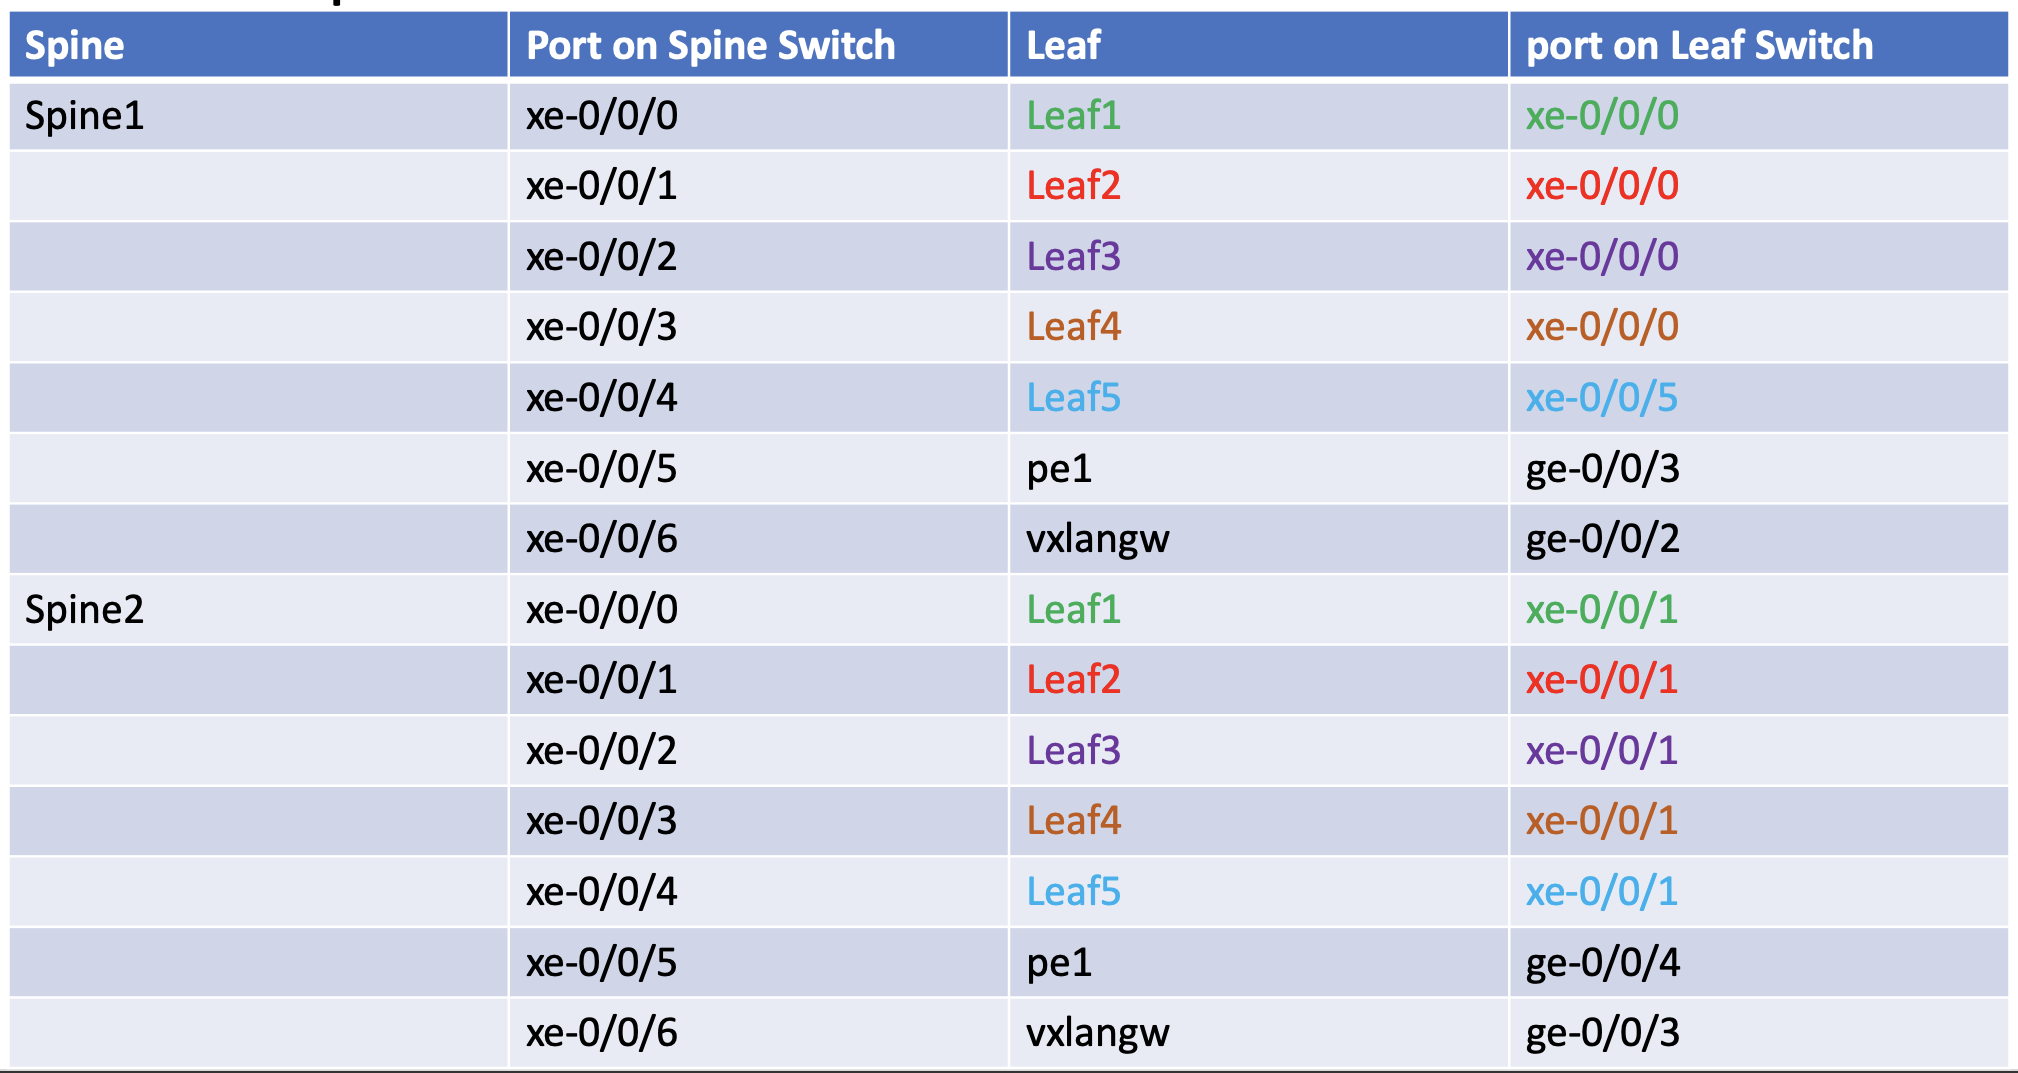 Spine Port on Spine Switch Leaf port on Leaf Switch
Spine1 xe-0/0/0 Leaf1 xe-0/0/0
xe-0/0/1 Leaf2 xe-0/0/0
xe-0/0/2 Leaf3 xe-0/0/0
xe-0/0/3 Leaf4 xe-0/0/0
xe-0/0/4 Leaf5 xe-0/0/5
xe-0/0/5 pe1 ge-0/0/3
xe-0/0/6 vxlangw ge-0/0/2
Spine2 xe-0/0/0 Leaf1 xe-0/0/1
xe-0/0/1 Leaf2 xe-0/0/1
xe-0/0/2 Leaf3 xe-0/0/1
xe-0/0/3 Leaf4 xe-0/0/1
xe-0/0/4 Leaf5 xe-0/0/1
xe-0/0/5 pe1 ge-0/0/4
xe-0/0/6 vxlangw ge-0/0/3